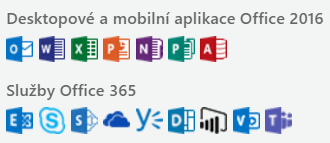 Desktopové a mobilní aplikace Office 2016
Služby Office 365